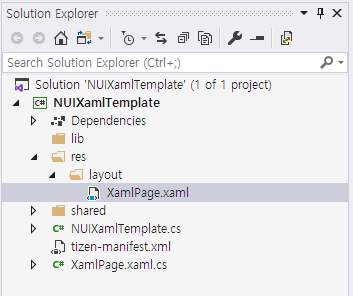 Solution Explorer
Search Solution Explorer (Ctrl+;)
Solution 'NUIXamlTemplate' (1 of 1 project)
C# NUIXamlTemplate
Dependencies
lib
res
layout
XamlPage.xaml
shared
C# NUIXamlTemplate.cs
tizen-manifest.xml
C# XamlPage.xaml.cs